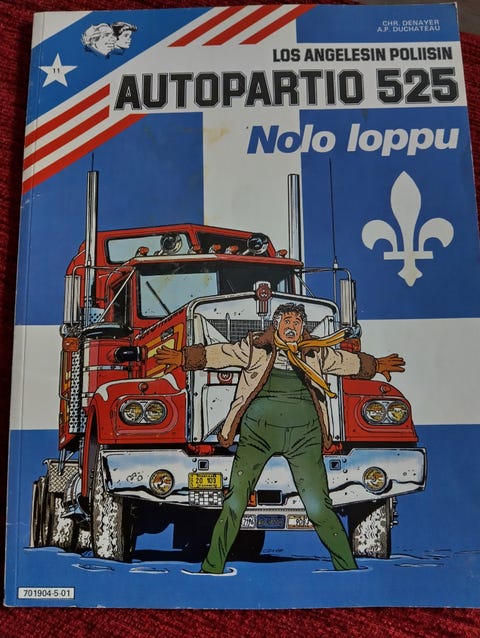 CHR. DENAYER
A.P. DUCHATEAU
11
LOS ANGELESIN POLIISIN
AUTOPARTIO 525
Nolo loppu
701904-5-01